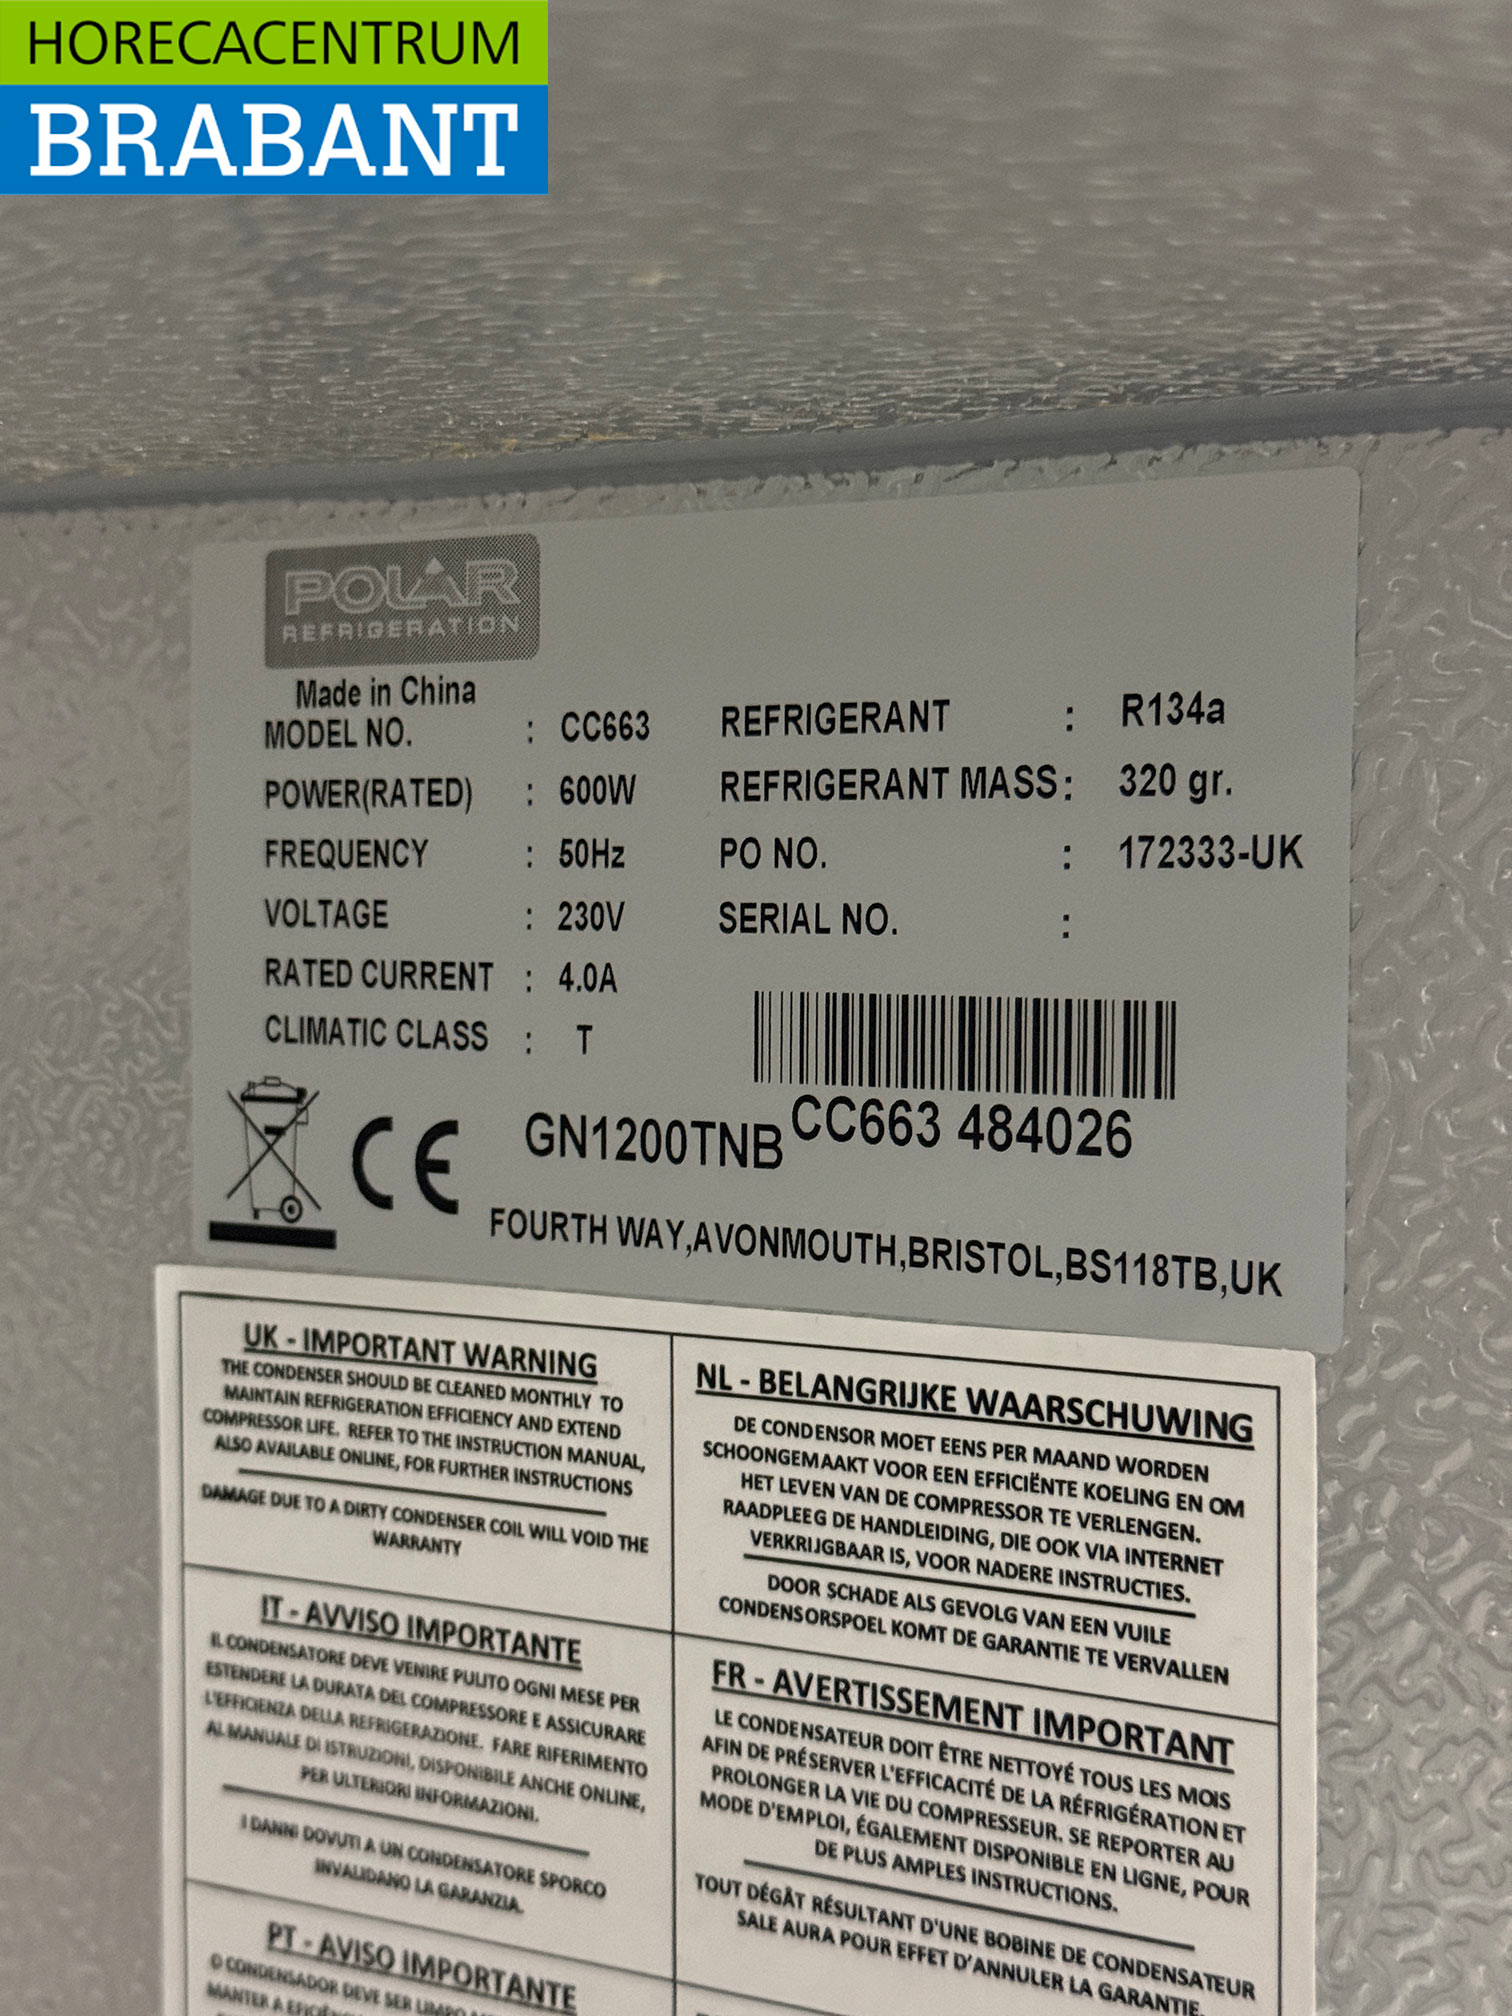 HORECACENTRUM
BRABANT
POLAR
REFRIGERATION
Made in China
MODEL NO. : CC663
POWER(RATED) : 600W
FREQUENCY : 50Hz
VOLTAGE : 230V
RATED CURRENT : 4.0A
CLIMATIC CLASS : T
REFRIGERANT : R134a
REFRIGERANT MASS : 320 gr.
PO NO. : 172333-UK
SERIAL NO. :
CE
GN1200TNB
CC663 484026
FOURTH WAY,AVONMOUTH,BRISTOL,BS118TB,UK
UK - IMPORTANT WARNING
THE CONDENSER SHOULD BE CLEANED MONTHLY TO
MAINTAIN REFRIGERATION EFFICIENCY AND EXTEND
COMPRESSOR LIFE. REFER TO THE INSTRUCTION MANUAL,
ALSO AVAILABLE ONLINE, FOR FURTHER INSTRUCTIONS
DAMAGE DUE TO A DIRTY CONDENSER COIL WILL VOID THE
WARRANTY
NL - BELANGRIJKE WAARSCHUWING
DE CONDENSOR MOET EENS PER MAAND WORDEN
SCHOONGEMAAKT VOOR EEN EFFICIËNTE KOELING EN OM
HET LEVEN VAN DE COMPRESSOR TE VERLENGEN.
RAADPLEEG DE HANDLEIDING, DIE OOK VIA INTERNET
VERKRIJGBAAR IS, VOOR NADERE INSTRUCTIES.
DOOR SCHADE ALS GEVOLG VAN EEN VUILE
CONDENSORSPOEL KOMT DE GARANTIE TE VERVALLEN
IT - AVVISO IMPORTANTE
IL CONDENSATORE DEVE VENIRE PULITO OGNI MESE PER
ESTENDERE LA DURATA DEL COMPRESSORE E ASSICURARE
L'EFFICIENZA DELLA REFRIGERAZIONE. FARE RIFERIMENTO
AL MANUALE DI ISTRUZIONI, DISPONIBILE ANCHE ONLINE,
PER ULTERIORI INFORMAZIONI.
I DANNI DOVUTI A UN CONDENSATORE SPORCO
INVALIDANO LA GARANZIA.
FR - AVERTISSEMENT IMPORTANT
LE CONDENSATEUR DOIT ÊTRE NETTOYÉ TOUS LES MOIS
AFIN DE PRÉSERVER L'EFFICACITÉ DE LA RÉFRIGÉRATION ET
PROLONGER LA VIE DU COMPRESSEUR. SE REPORTER AU
MODE D'EMPLOI, ÉGALEMENT DISPONIBLE EN LIGNE, POUR
DE PLUS AMPLES INSTRUCTIONS.
TOUT DÉGÂT RÉSULTANT D'UNE BOBINE DE CONDENSATEUR
SALE AURA POUR EFFET D'ANNULER LA GARANTIE.
PT - AVISO IMPORTANTE
O CONDENSADOR DEVE SER LIMPO
MANTER A